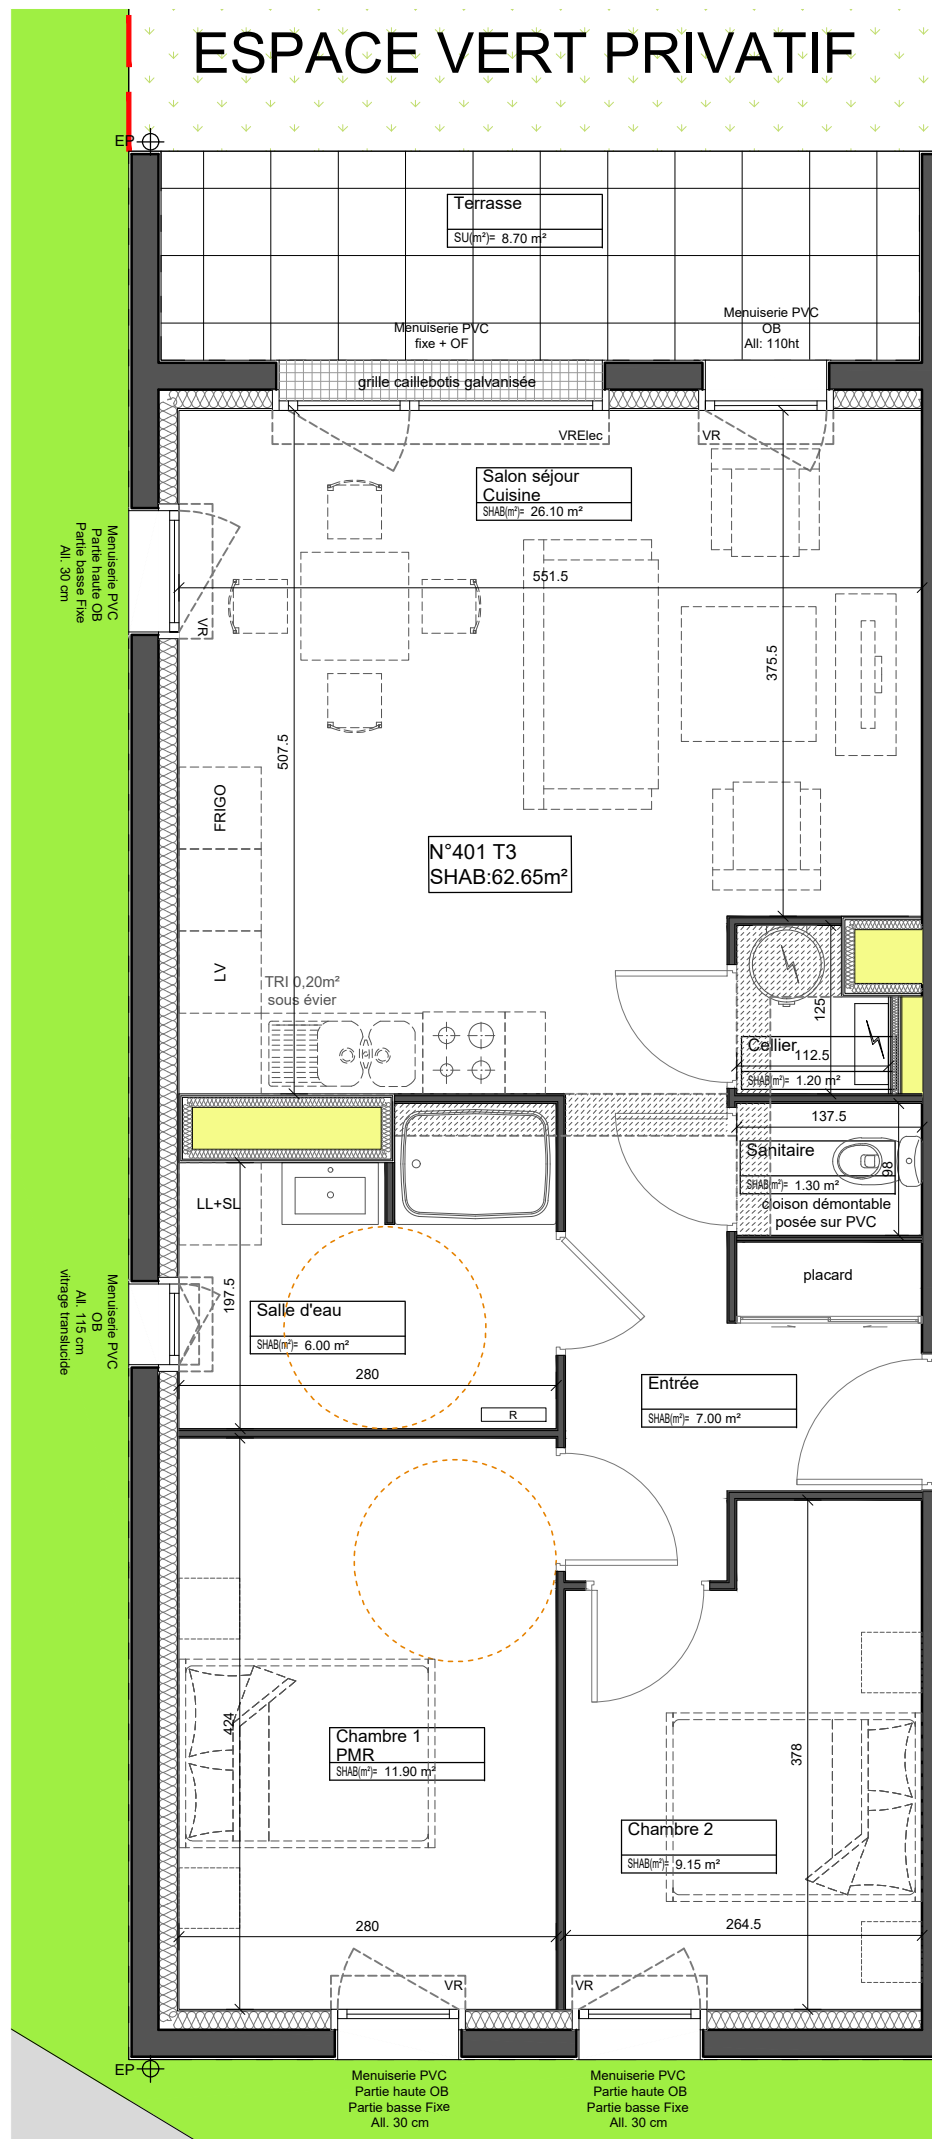 ESPACE VERT PRIVATIF
EP
Terrasse
SU(m²)= 8.70 m²
Menuiserie PVC
fixe + OF
Menuiserie PVC
OB
All: 110ht
grille caillebotis galvanisée
VRElec
VR
Salon séjour
Cuisine
SHAB(m²)= 26.10 m²
Menuiserie PVC
Partie haute OB
Partie basse Fixe
All. 30 cm
VR
551.5
375.5
507.5
FRIGO
N°401 T3
SHAB:62.65m²
LV
TRI 0,20m²
sous évier
125
Cellier
112.5
SHAB(m²)= 1.20 m²
137.5
Sanitaire
SHAB(m²)= 1.30 m²
98
cloison démontable
posée sur PVC
LL+SL
placard
197.5
Menuiserie PVC
OB
All. 115 cm
vitrage translucide
Salle d'eau
SHAB(m²)= 6.00 m²
280
R
Entrée
SHAB(m²)= 7.00 m²
424
Chambre 1
PMR
SHAB(m²)= 11.90 m²
378
Chambre 2
SHAB(m²)= 9.15 m²
280
264.5
VR
VR
EP
Menuiserie PVC
Partie haute OB
Partie basse Fixe
All. 30 cm
Menuiserie PVC
Partie haute OB
Partie basse Fixe
All. 30 cm